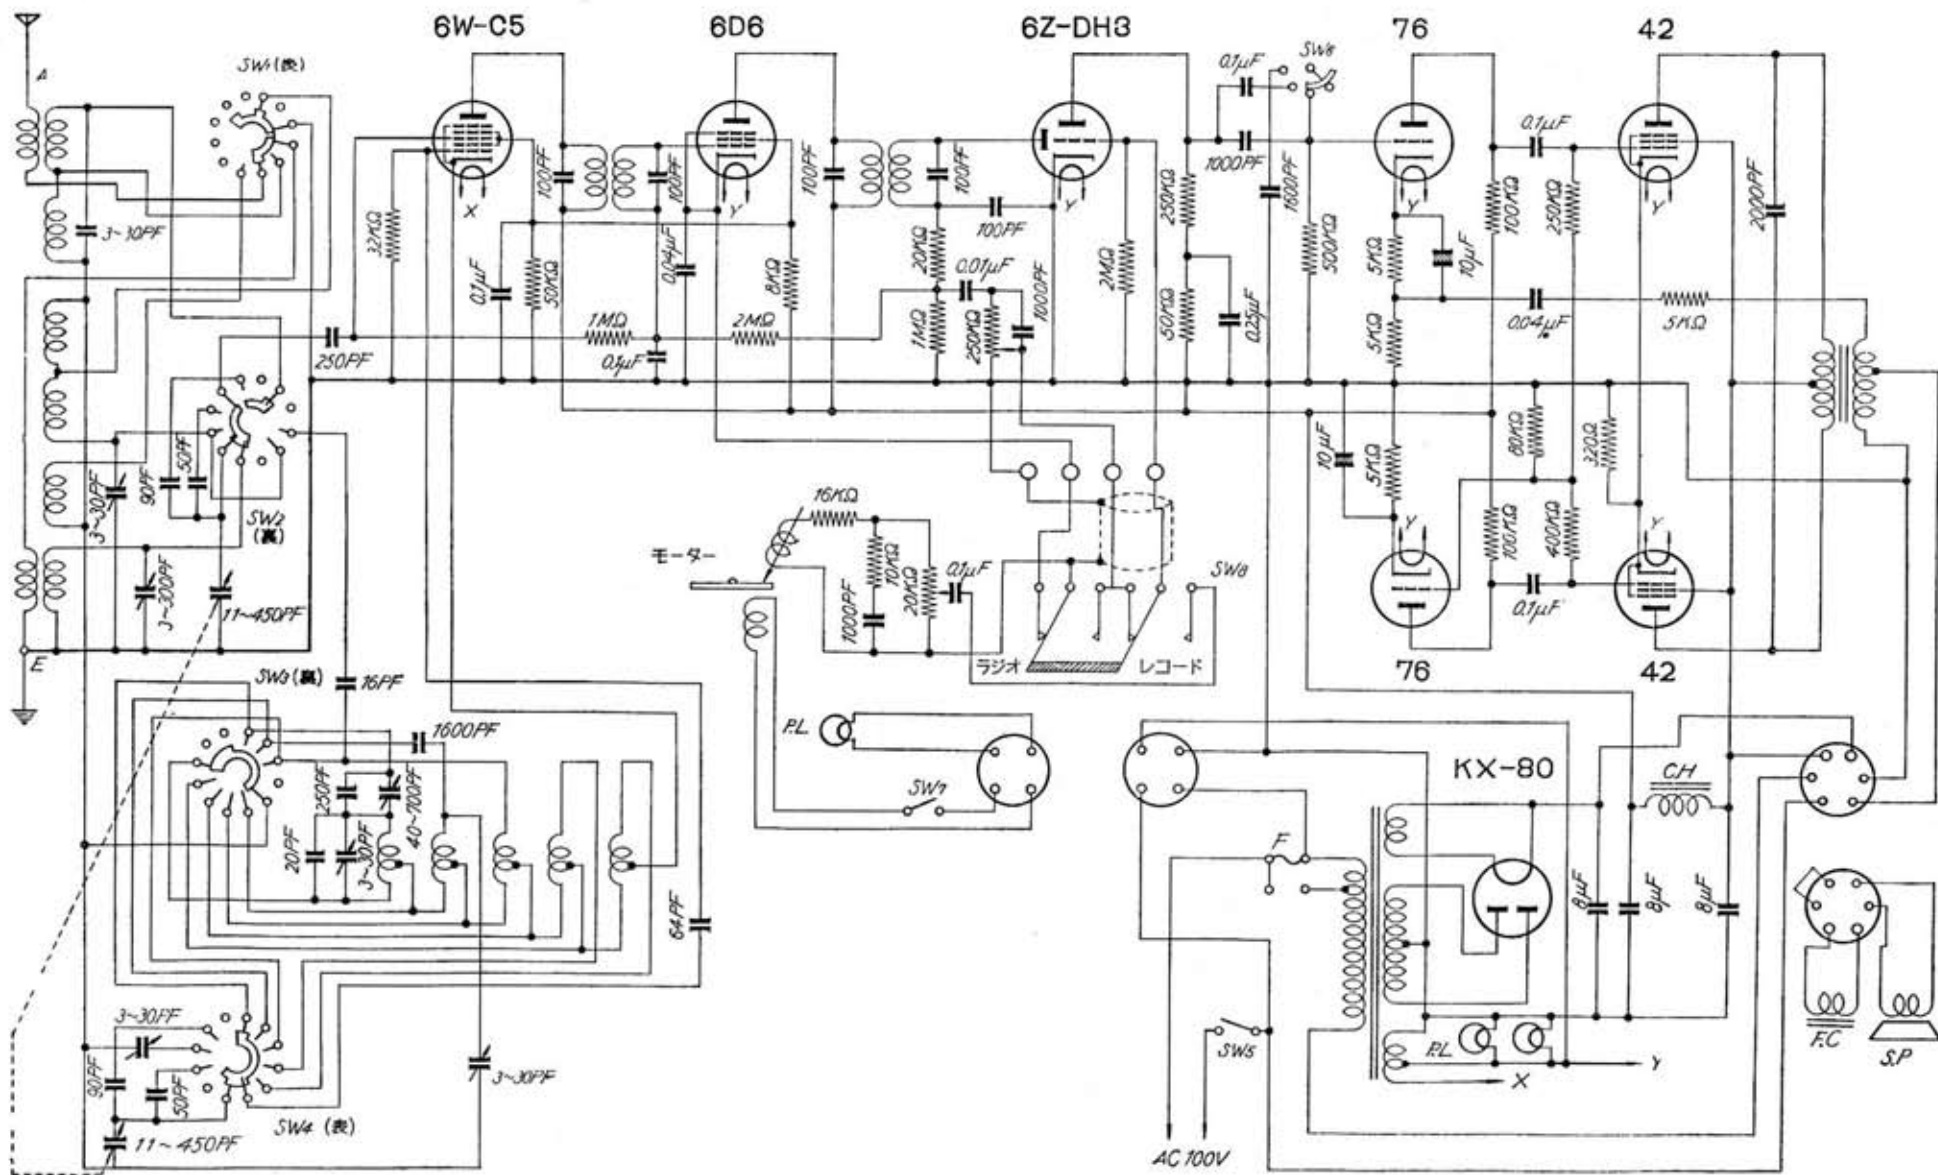 6W-C5
6D6
6Z-DH3
76
42
A
SW1 (表)
0.1μF
SW6
3~30PF
32KΩ
X
100PF
100PF
Y
100PF
100PF
Y
250KΩ
1000PF
1600PF
Y
0.1μF
100KΩ
250KΩ
Y
2000PF
0.1μF
50KΩ
0.04μF
8KΩ
20KΩ
100PF
0.01μF
1000PF
2MΩ
500KΩ
5KΩ
10μF
250PF
1MΩ
0.1μF
2MΩ
1MΩ
250KΩ
50KΩ
0.25μF
5KΩ
0.04μF
5KΩ
3~30PF
90PF
50PF
SW2
(裏)
10μF
5KΩ
80KΩ
320Ω
モーター
16KΩ
10KΩ
20KΩ
1000PF
0.1μF
SW8
Y
100KΩ
400KΩ
Y
0.1μF
3~300PF
11~450PF
E
ラジオ
レコード
76
42
SW3 (裏)
16PF
1600PF
P.L
SW7
KX-80
C.H
250PF
40~700PF
20PF
3~30PF
64PF
F
8μF
8μF
8μF
3~30PF
90PF
50PF
SW4 (表)
11~450PF
3~30PF
SW5
P.L
X
Y
F.C
S.P
AC 100V